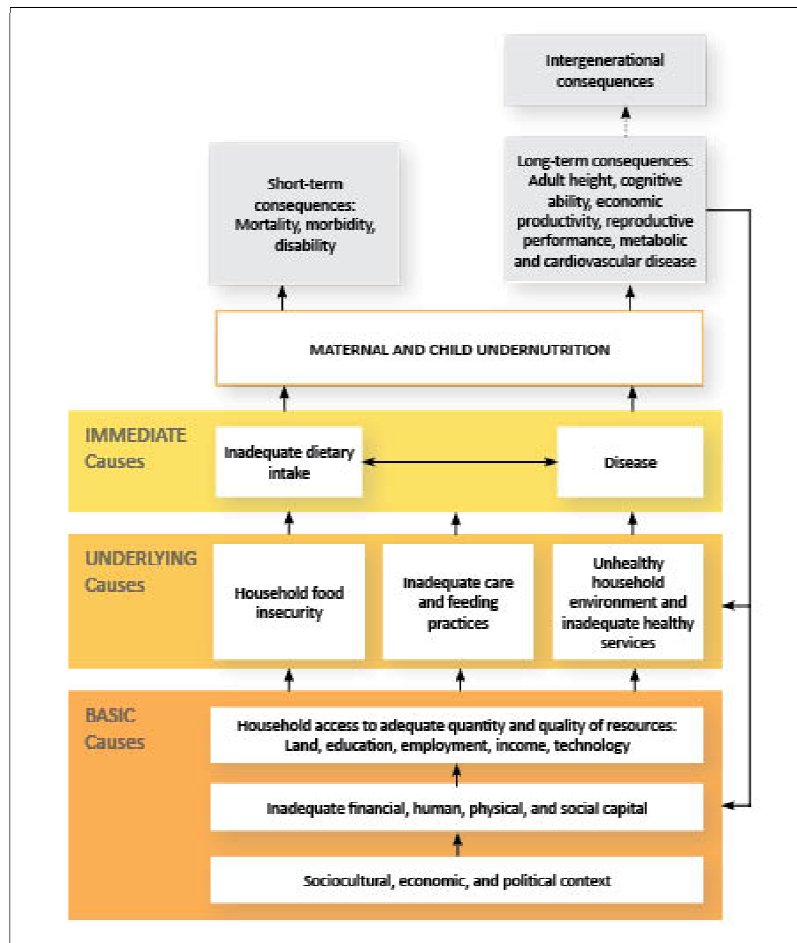 Intergenerational
consequences
Short-term
consequences:
Mortality, morbidity,
disability
Long-term consequences:
Adult height, cognitive
ability, economic
productivity, reproductive
performance, metabolic
and cardiovascular disease
MATERNAL AND CHILD UNDERNUTRITION
IMMEDIATE
Causes
Inadequate dietary
intake
Disease
UNDERLYING
Causes
Household food
insecurity
Inadequate care
and feeding
practices
Unhealthy
household
environment and
inadequate healthy
services
BASIC
Causes
Household access to adequate quantity and quality of resources:
Land, education, employment, income, technology
Inadequate financial, human, physical, and social capital
Sociocultural, economic, and political context